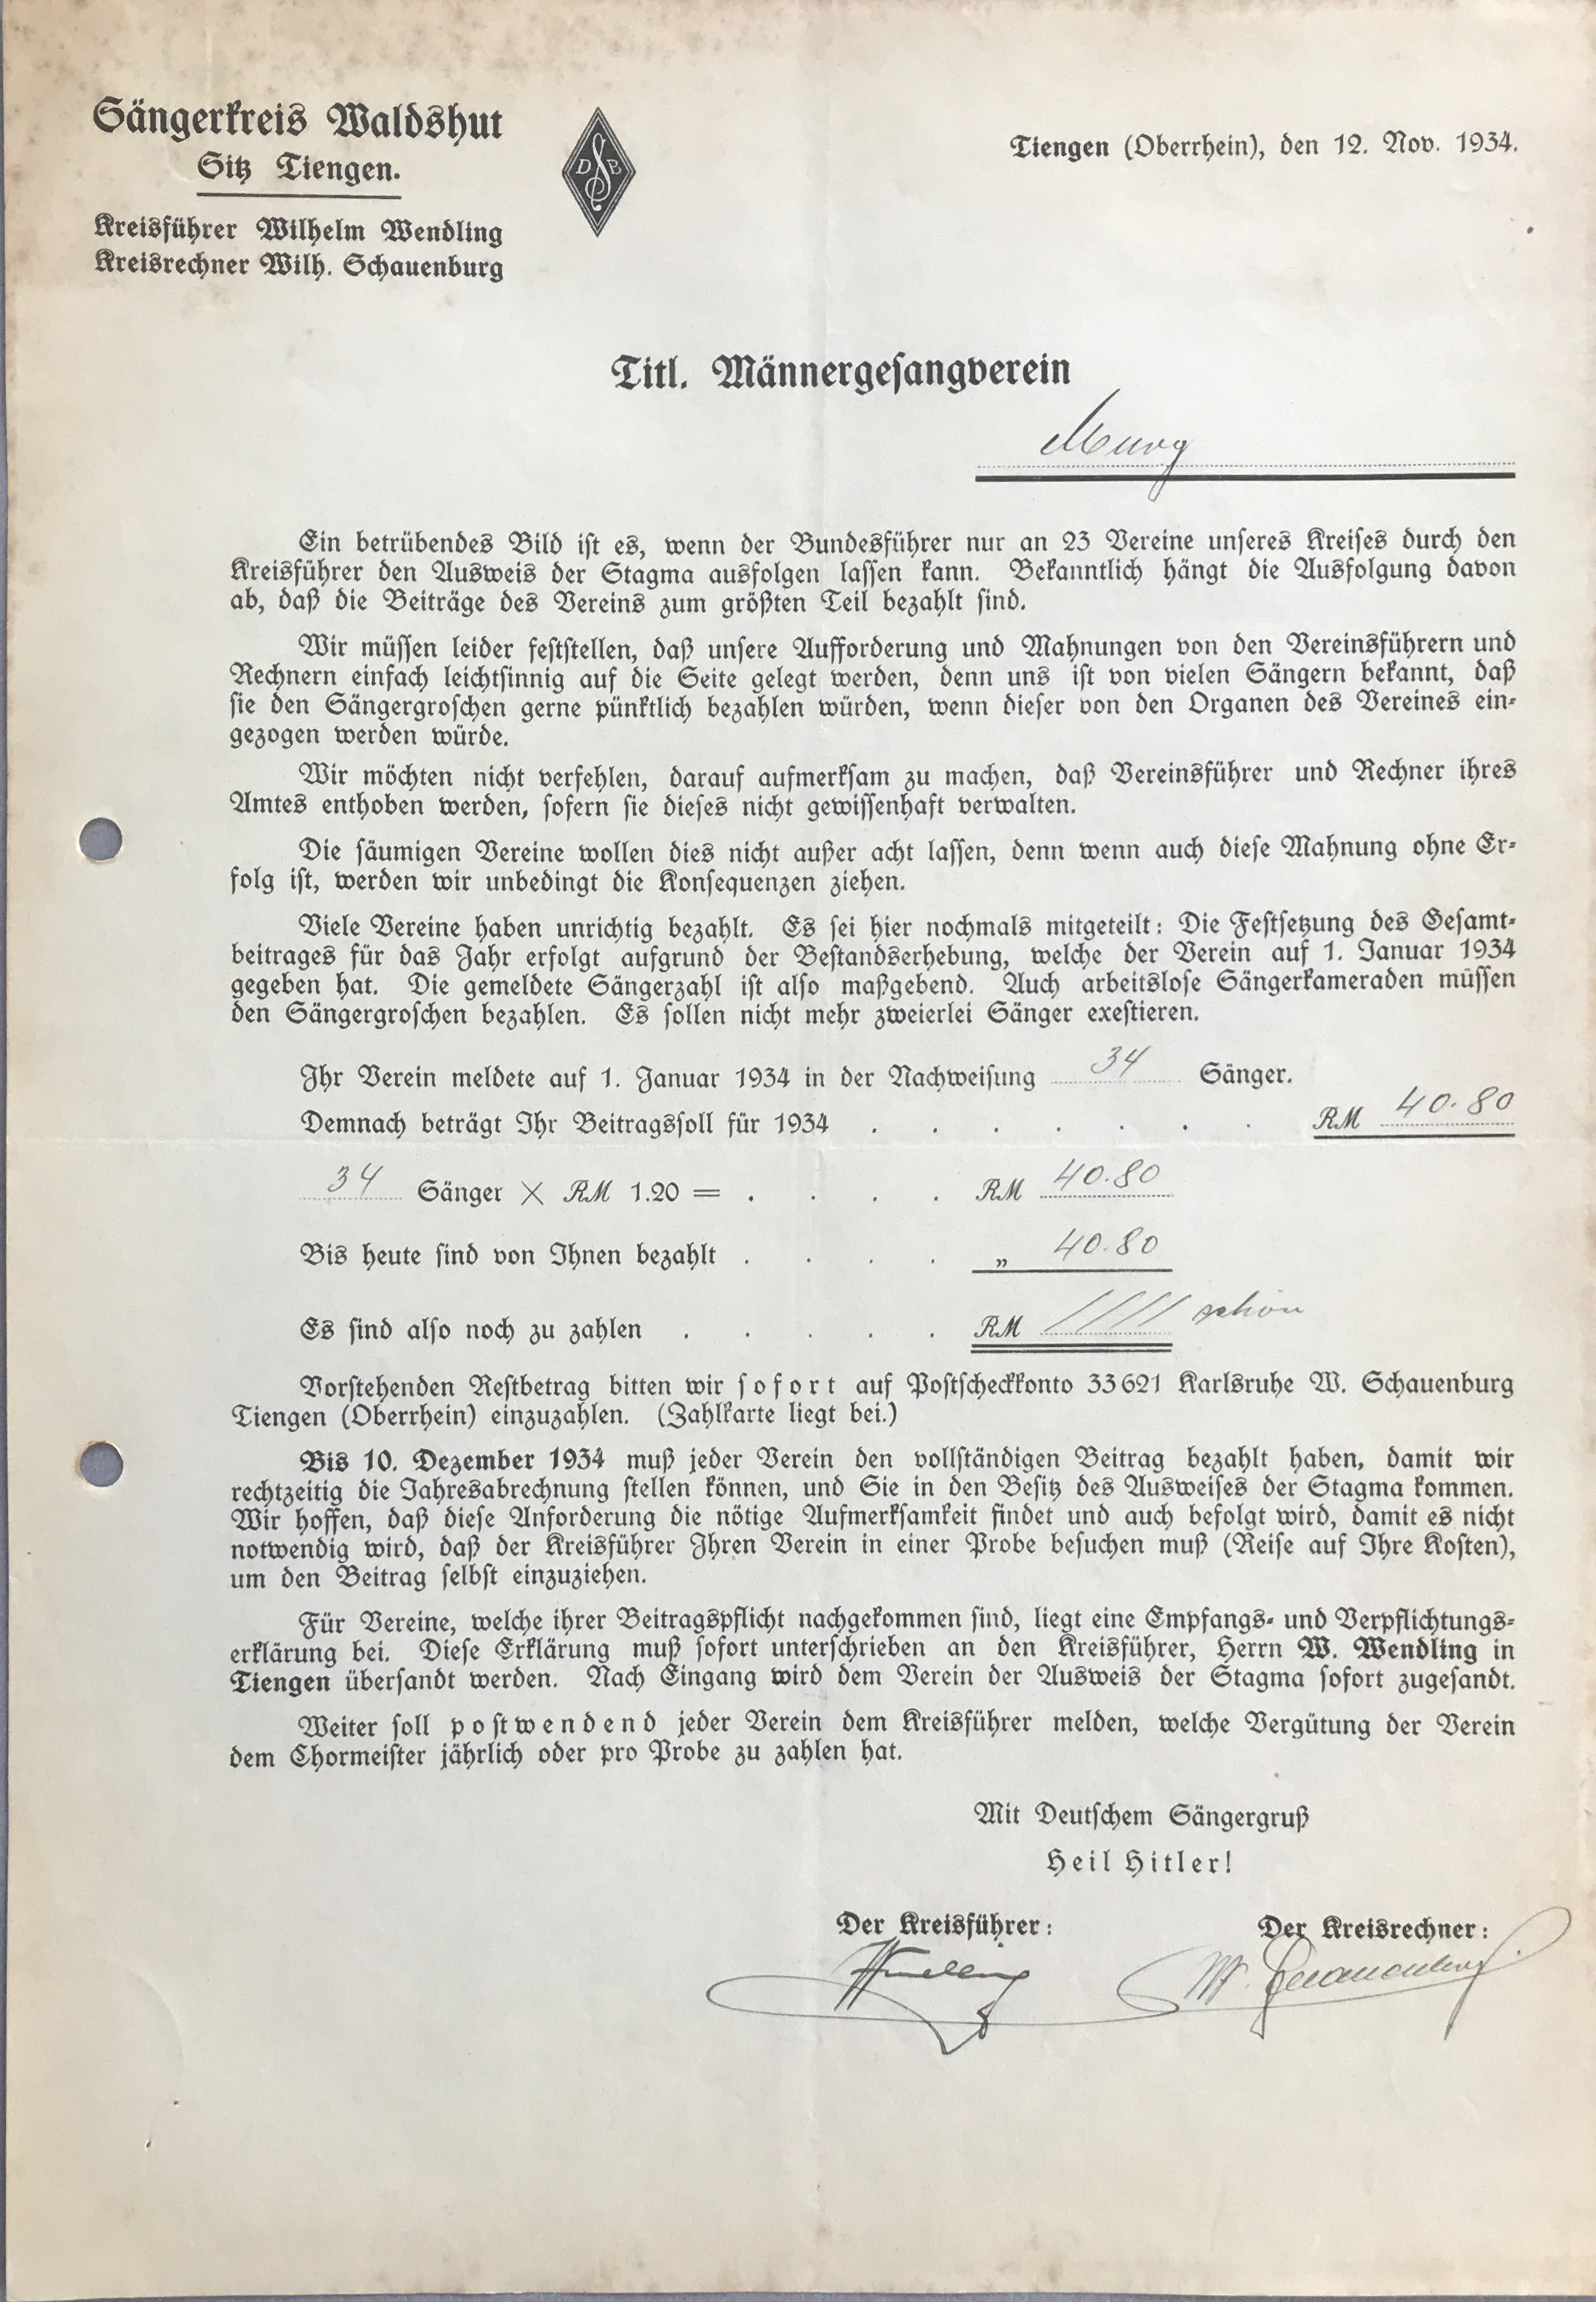 Sängerkreis Waldshut
Sitz Tiengen.
Kreisführer Wilhelm Wendling
Kreisrechner Wilh. Schauenburg
D S B
Tiengen (Oberrhein), den 12. Nov. 1934.
Titl. Männergesangverein
Murg
Ein betrübendes Bild ist es, wenn der Bundesführer nur an 23 Vereine unseres Kreises durch den
Kreisführer den Ausweis der Stagma ausfolgen lassen kann. Bekanntlich hängt die Ausfolgung davon
ab, daß die Beiträge des Vereins zum größten Teil bezahlt sind.
Wir müssen leider feststellen, daß unsere Aufforderung und Mahnungen von den Vereinsführern und
Rechnern einfach leichtsinnig auf die Seite gelegt werden, denn uns ist von vielen Sängern bekannt, daß
sie den Sängergroschen gerne pünktlich bezahlen würden, wenn dieser von den Organen des Vereines ein-
gezogen werden würde.
Wir möchten nicht verfehlen, darauf aufmerksam zu machen, daß Vereinsführer und Rechner ihres
Amtes enthoben werden, sofern sie dieses nicht gewissenhaft verwalten.
Die säumigen Vereine wollen dies nicht außer acht lassen, denn wenn auch diese Mahnung ohne Er-
folg ist, werden wir unbedingt die Konsequenzen ziehen.
Viele Vereine haben unrichtig bezahlt. Es sei hier nochmals mitgeteilt: Die Festsetzung des Gesamt-
beitrages für das Jahr erfolgt aufgrund der Bestandserhebung, welche der Verein auf 1. Januar 1934
gegeben hat. Die gemeldete Sängerzahl ist also maßgebend. Auch arbeitslose Sängerkameraden müssen
den Sängergroschen bezahlen. Es sollen nicht mehr zweierlei Sänger exestieren.
Ihr Verein meldete auf 1. Januar 1934 in der Nachweisung 34 Sänger.
Demnach beträgt Ihr Beitragssoll für 1934 . . . . . . . RM 40.80
34 Sänger × RM 1.20 = . . . . RM 40.80
Bis heute sind von Ihnen bezahlt . . . . „ 40.80
Es sind also noch zu zahlen . . . . . RM //// schön
Vorstehenden Restbetrag bitten wir sofort auf Postscheckkonto 33621 Karlsruhe W. Schauenburg
Tiengen (Oberrhein) einzuzahlen. (Zahlkarte liegt bei.)
Bis 10. Dezember 1934 muß jeder Verein den vollständigen Beitrag bezahlt haben, damit wir
rechtzeitig die Jahresabrechnung stellen können, und Sie in den Besitz des Ausweises der Stagma kommen.
Wir hoffen, daß diese Anforderung die nötige Aufmerksamkeit findet und auch befolgt wird, damit es nicht
notwendig wird, daß der Kreisführer Ihren Verein in einer Probe besuchen muß (Reise auf Ihre Kosten),
um den Beitrag selbst einzuziehen.
Für Vereine, welche ihrer Beitragspflicht nachgekommen sind, liegt eine Empfangs- und Verpflichtungs-
erklärung bei. Diese Erklärung muß sofort unterschrieben an den Kreisführer, Herrn W. Wendling in
Tiengen übersandt werden. Nach Eingang wird dem Verein der Ausweis der Stagma sofort zugesandt.
Weiter soll postwendend jeder Verein dem Kreisführer melden, welche Vergütung der Verein
dem Chormeister jährlich oder pro Probe zu zahlen hat.
Mit Deutschem Sängergruß
Heil Hitler!
Der Kreisführer: Der Kreisrechner:
Wendling W. Schauenburg